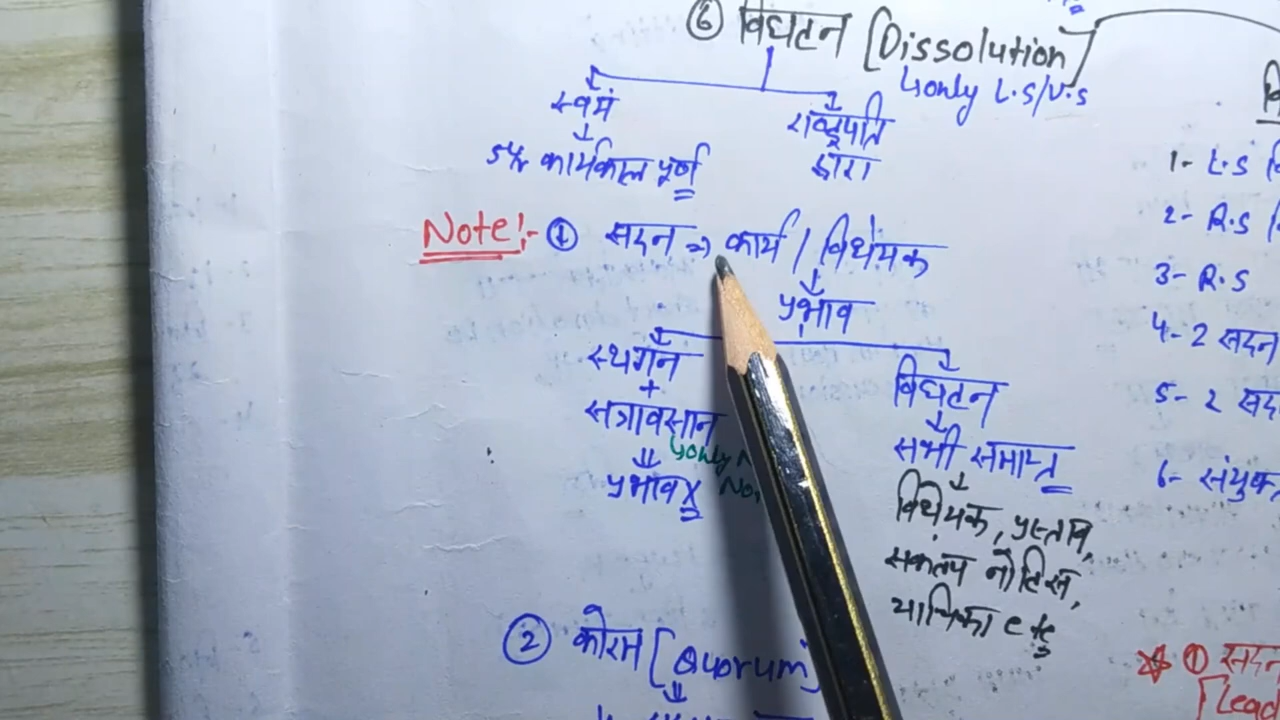 ⑥ विघटन [Dissolution]
↳ only L.S/V.S
स्वयं
राष्ट्रपति
द्वारा
5 Yr कार्यकाल पूर्ण
Note:- ① सदन ⇒ कार्य / विधेयक
प्रभाव
स्थगन
+
सत्रावसान
↳ only
प्रभाव x
विघटन
सभी समाप्त
विधेयक, प्रस्ताव,
संकल्प नोटिस,
याचिका etc
② कोरम [Quorum]
1- L.S
2- R.S
3- R.S
4- 2 सदन
5- 2 सद
6- संयुक्त
① सदन
[Lead